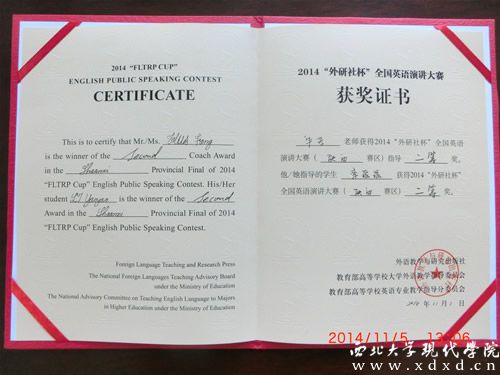 2014 "FLTRP CUP"
ENGLISH PUBLIC SPEAKING CONTEST
CERTIFICATE
This is to certify that Mr./Ms.
is the winner of the Second Coach Award
in the Shaanxi Provincial Final of 2014
"FLTRP Cup" English Public Speaking Contest. His/Her
student is the winner of the Second
Award in the Shaanxi Provincial Final of 2014
"FLTRP Cup" English Public Speaking Contest.
Foreign Language Teaching and Research Press
The National Foreign Languages Teaching Advisory Board
under the Ministry of Education
The National Advisory Committee on Teaching English Language to Majors
in Higher Education under the Ministry of Education
2014 "外研社杯" 全国英语演讲大赛
获奖证书
老师获得2014 "外研社杯" 全国英语
演讲大赛（陕西 赛区）指导 二等 奖。
他/她指导的学生 获得2014 "外研社杯"
全国英语演讲大赛（陕西 赛区）二等 奖。
外语教学与研究出版社
教育部高等学校大学外语教学指导委员会
教育部高等学校英语专业教学指导分委员会
2014/11/5
西北大学现代学院
www.xdxd.cn